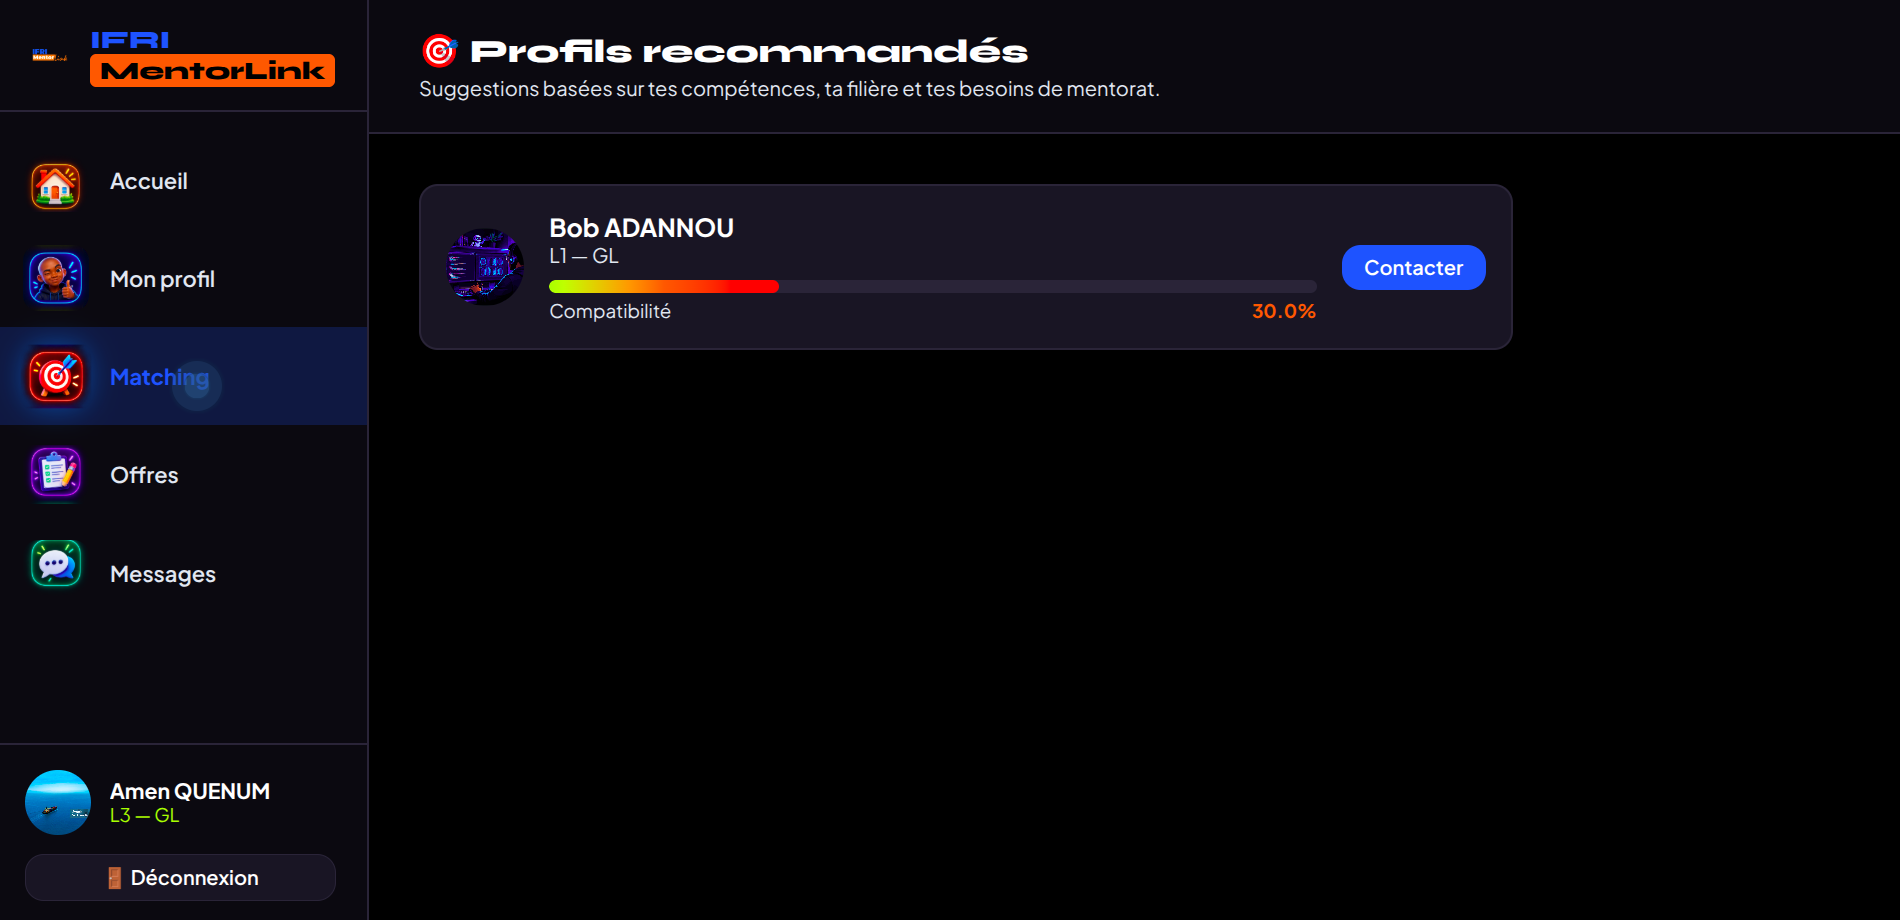 IFRI
MentorLink
Accueil
Mon profil
Matching
Offres
Messages
Amen QUENUM
L3 — GL
Déconnexion
Profils recommandés
Suggestions basées sur tes compétences, ta filière et tes besoins de mentorat.
Bob ADANNOU
L1 — GL
Compatibilité
30.0%
Contacter